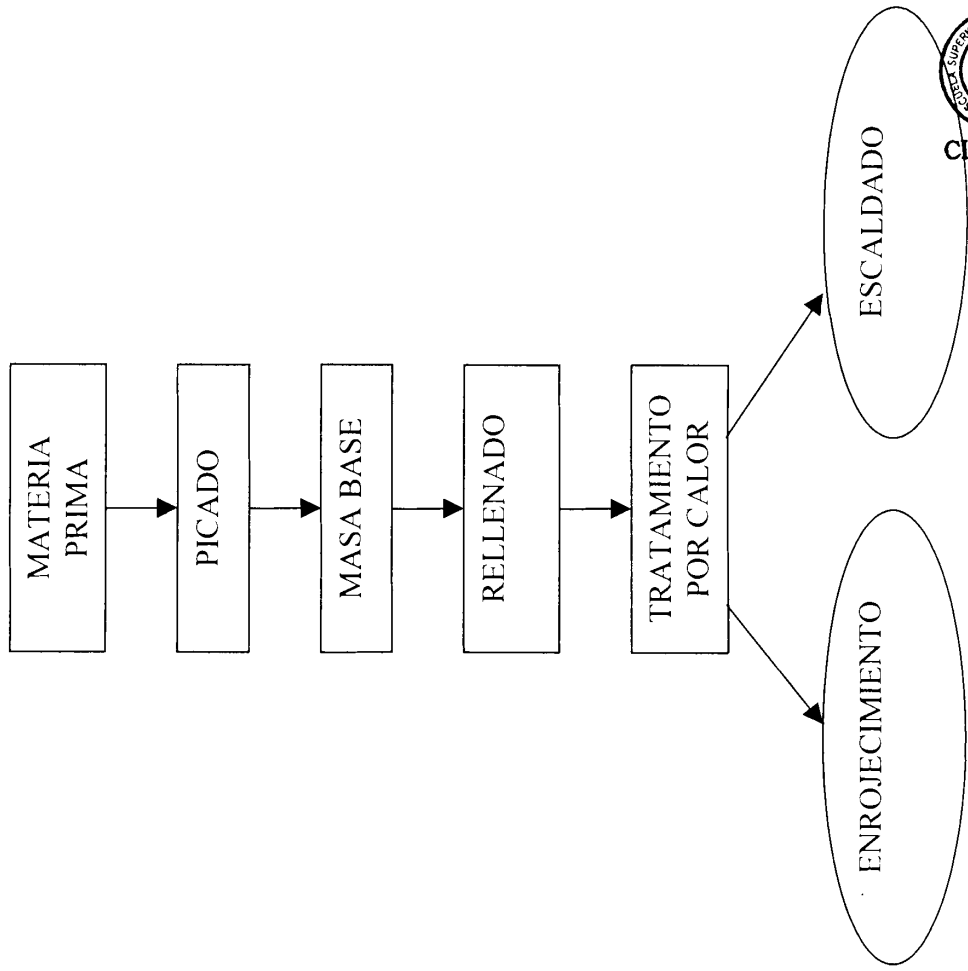 MATERIA
PRIMA
PICADO
MASA BASE
RELLENADO
TRATAMIENTO
POR CALOR
ENROJECIMIENTO
ESCALDADO